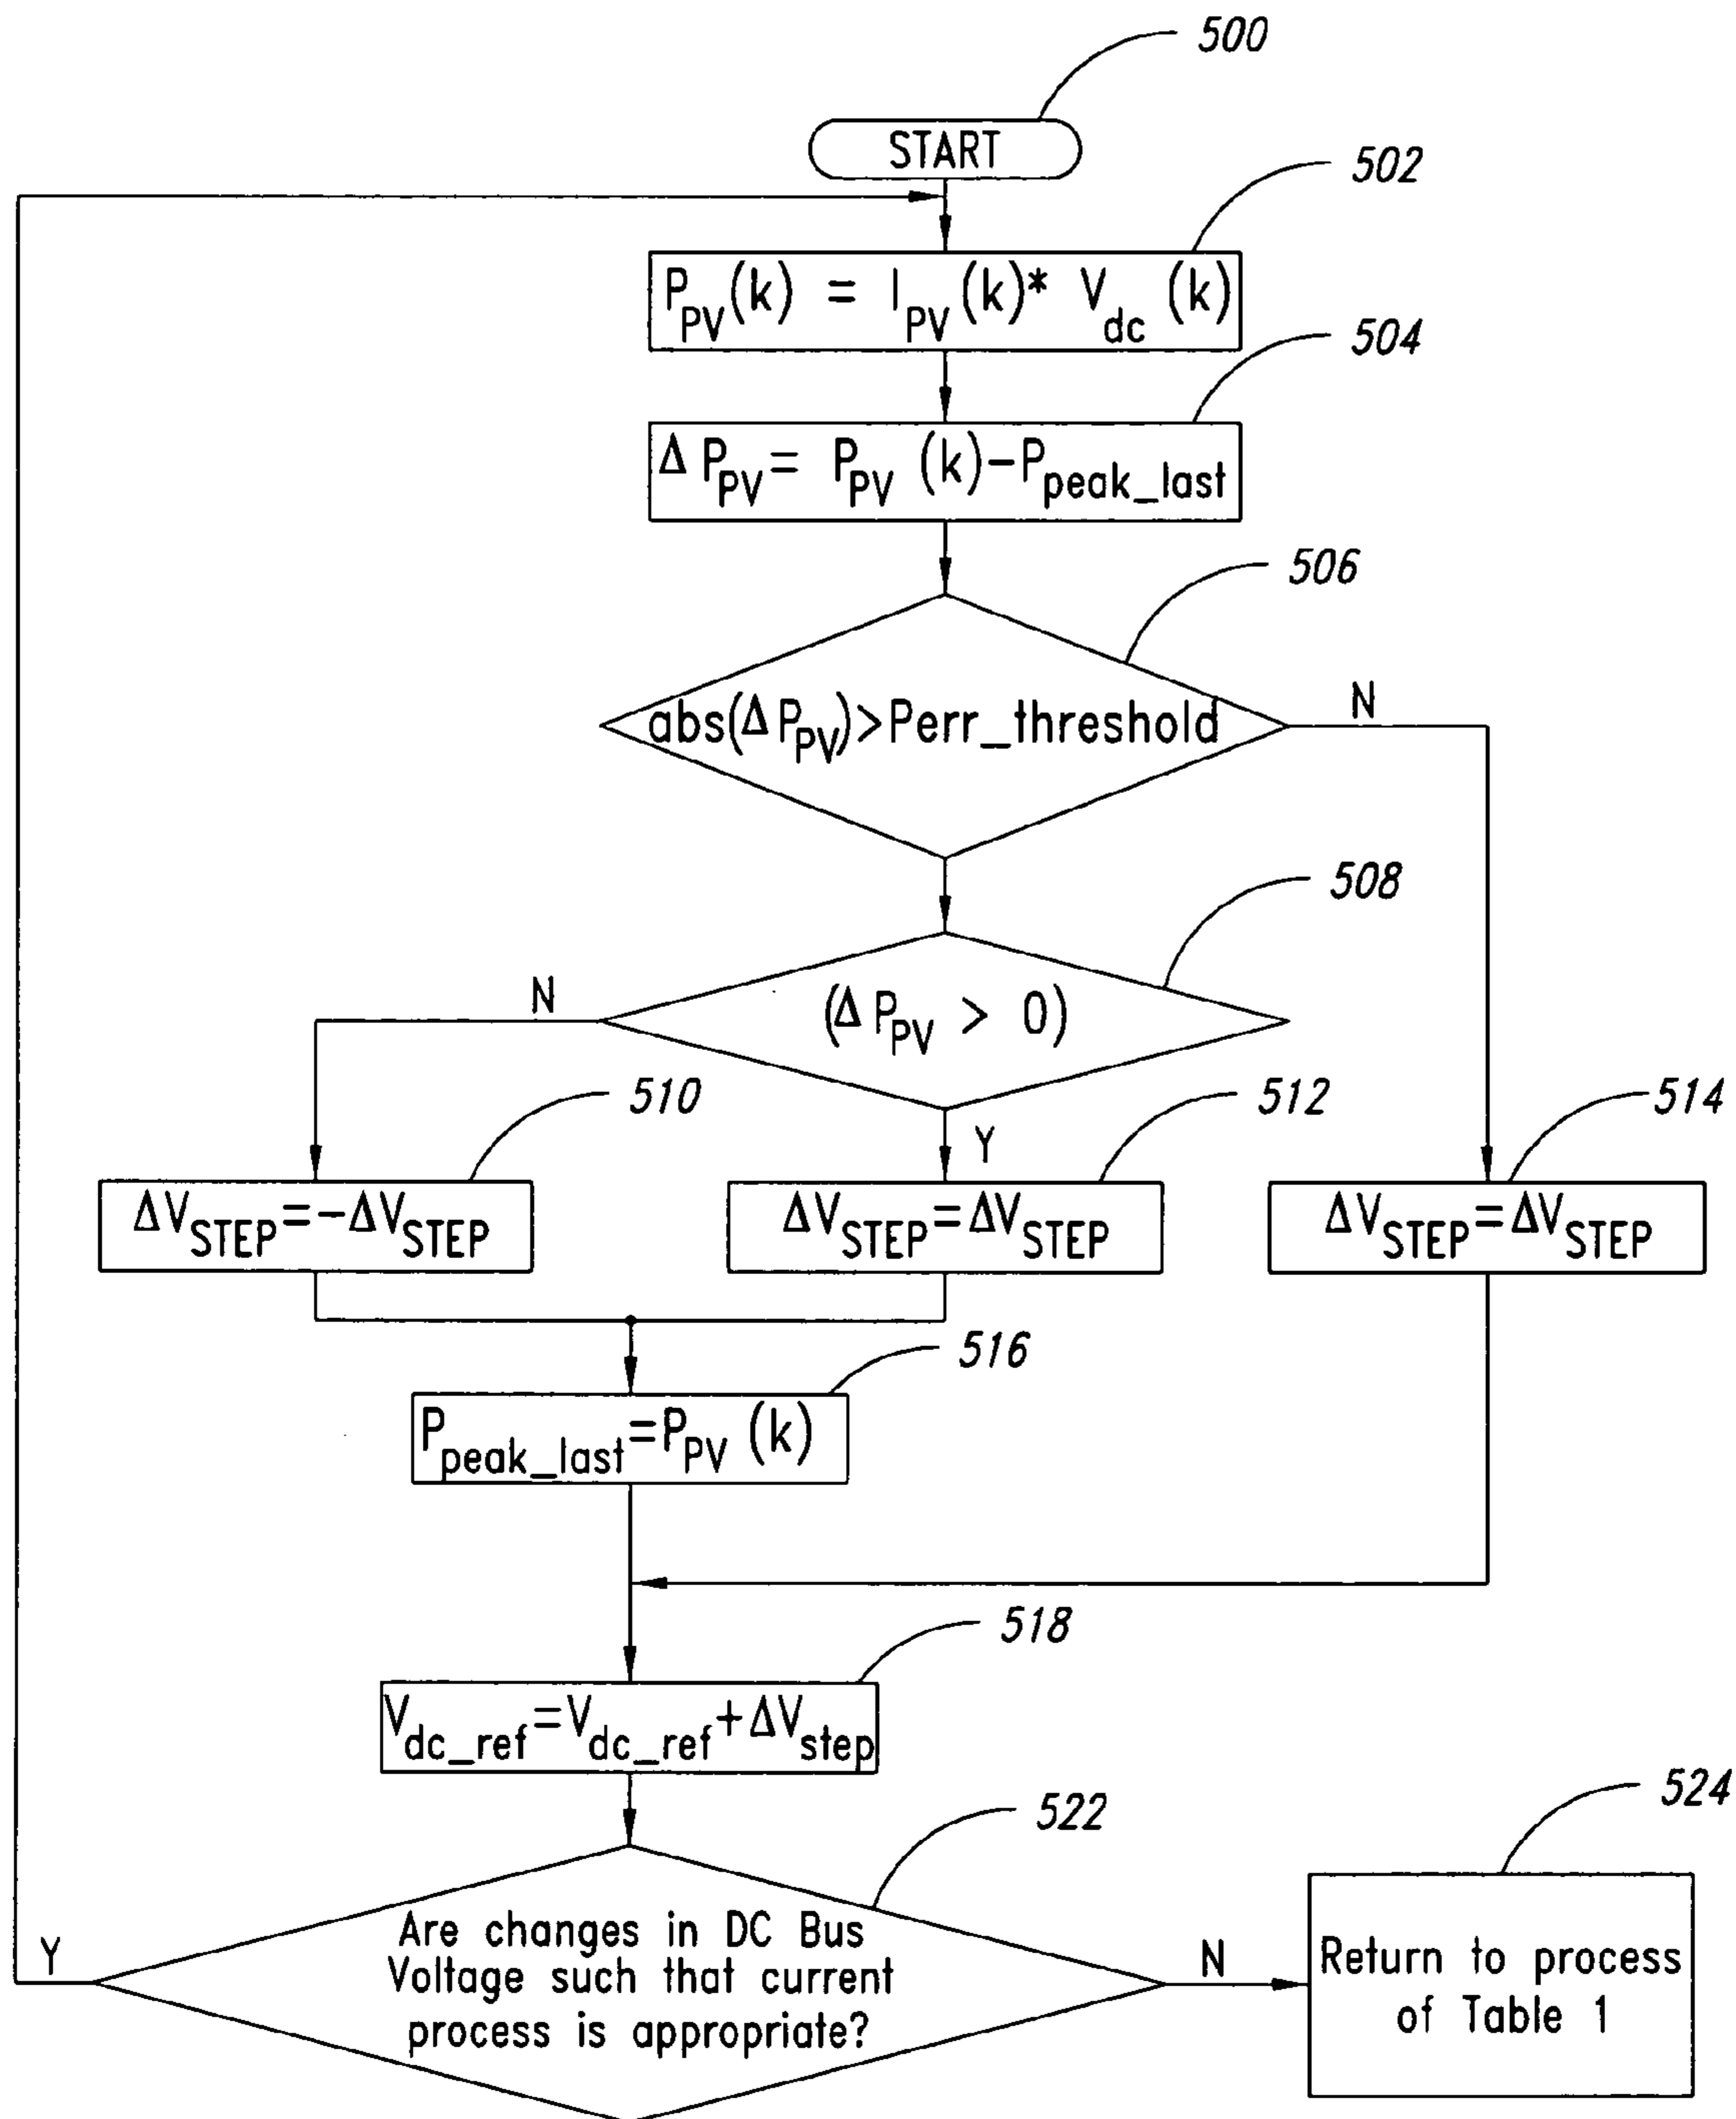 500
START
502
P_PV(k) = I_PV(k)* V_dc(k)
504
ΔP_PV = P_PV(k)-P_peak_last
506
abs(ΔP_PV)>Perr_threshold
N
508
(ΔP_PV > 0)
N
510
512
514
Y
ΔV_STEP=-ΔV_STEP
ΔV_STEP=ΔV_STEP
ΔV_STEP=ΔV_STEP
516
P_peak_last=P_PV(k)
518
V_dc_ref=V_dc_ref+ΔV_step
522
524
Are changes in DC Bus
Voltage such that current
process is appropriate?
Y
N
Return to process
of Table 1